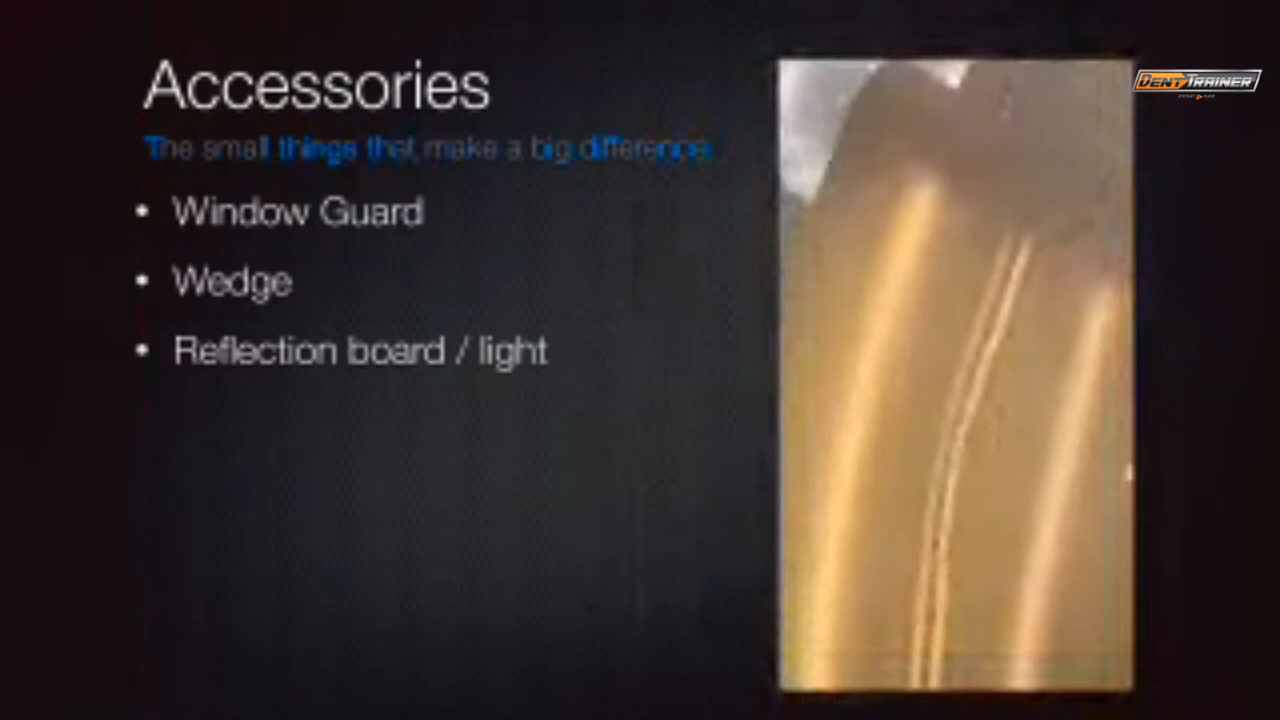 Accessories
DENT TRAINER
The small things that make a big difference.
• Window Guard
• Wedge
• Reflection board / light